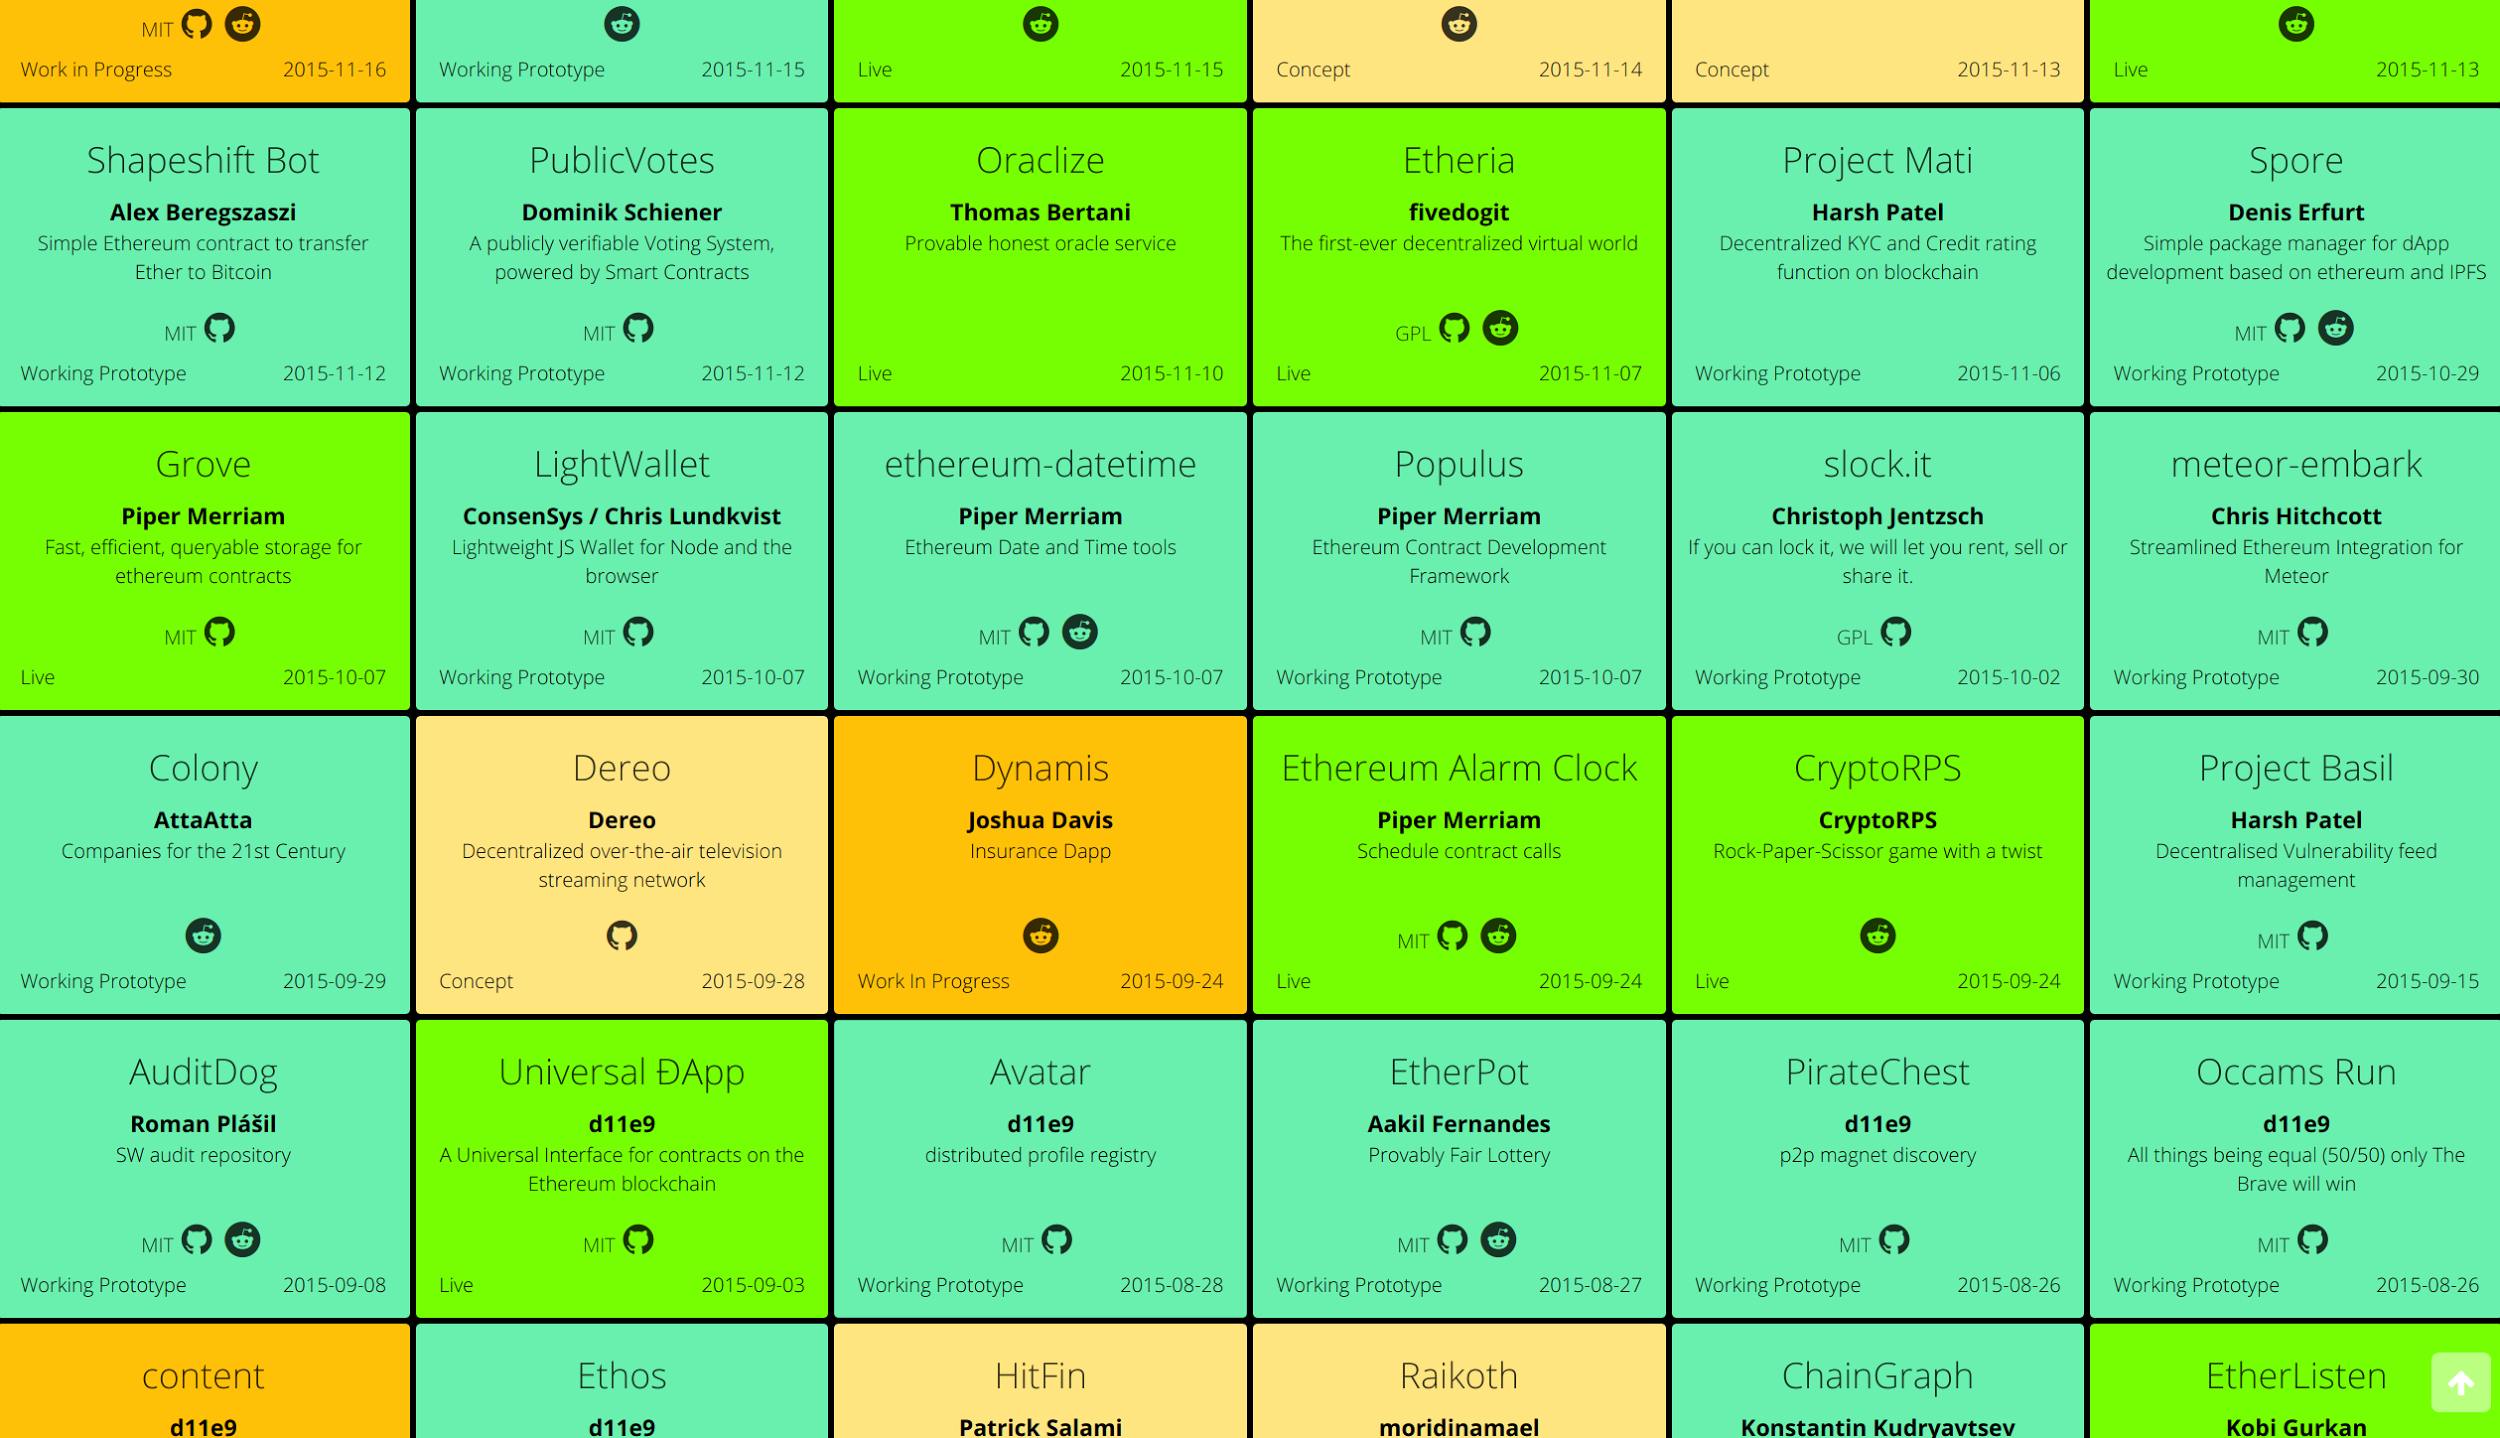 MIT
Work in Progress 2015-11-16
Working Prototype 2015-11-15
Live 2015-11-15
Concept 2015-11-14
Concept 2015-11-13
Live 2015-11-13
Shapeshift Bot
Alex Beregszaszi
Simple Ethereum contract to transfer
Ether to Bitcoin
MIT
Working Prototype 2015-11-12
PublicVotes
Dominik Schiener
A publicly verifiable Voting System,
powered by Smart Contracts
MIT
Working Prototype 2015-11-12
Oraclize
Thomas Bertani
Provable honest oracle service
Live 2015-11-10
Etheria
fivedogit
The first-ever decentralized virtual world
GPL
Live 2015-11-07
Project Mati
Harsh Patel
Decentralized KYC and Credit rating
function on blockchain
Working Prototype 2015-11-06
Spore
Denis Erfurt
Simple package manager for dApp
development based on ethereum and IPFS
MIT
Working Prototype 2015-10-29
Grove
Piper Merriam
Fast, efficient, queryable storage for
ethereum contracts
MIT
Live 2015-10-07
LightWallet
ConsenSys / Chris Lundkvist
Lightweight JS Wallet for Node and the
browser
MIT
Working Prototype 2015-10-07
ethereum-datetime
Piper Merriam
Ethereum Date and Time tools
MIT
Working Prototype 2015-10-07
Populus
Piper Merriam
Ethereum Contract Development
Framework
MIT
Working Prototype 2015-10-07
slock.it
Christoph Jentzsch
If you can lock it, we will let you rent, sell or
share it.
GPL
Working Prototype 2015-10-02
meteor-embark
Chris Hitchcott
Streamlined Ethereum Integration for
Meteor
MIT
Working Prototype 2015-09-30
Colony
AttaAtta
Companies for the 21st Century
Working Prototype 2015-09-29
Dereo
Dereo
Decentralized over-the-air television
streaming network
Concept 2015-09-28
Dynamis
Joshua Davis
Insurance Dapp
Work In Progress 2015-09-24
Ethereum Alarm Clock
Piper Merriam
Schedule contract calls
MIT
Live 2015-09-24
CryptoRPS
CryptoRPS
Rock-Paper-Scissor game with a twist
Live 2015-09-24
Project Basil
Harsh Patel
Decentralised Vulnerability feed
management
MIT
Working Prototype 2015-09-15
AuditDog
Roman Plášil
SW audit repository
MIT
Working Prototype 2015-09-08
Universal ÐApp
d11e9
A Universal Interface for contracts on the
Ethereum blockchain
MIT
Live 2015-09-03
Avatar
d11e9
distributed profile registry
MIT
Working Prototype 2015-08-28
EtherPot
Aakil Fernandes
Provably Fair Lottery
MIT
Working Prototype 2015-08-27
PirateChest
d11e9
p2p magnet discovery
MIT
Working Prototype 2015-08-26
Occams Run
d11e9
All things being equal (50/50) only The
Brave will win
MIT
Working Prototype 2015-08-26
content
d11e9
Ethos
d11e9
HitFin
Patrick Salami
Raikoth
moridinamael
ChainGraph
Konstantin Kudryavtsev
EtherListen
Kobi Gurkan